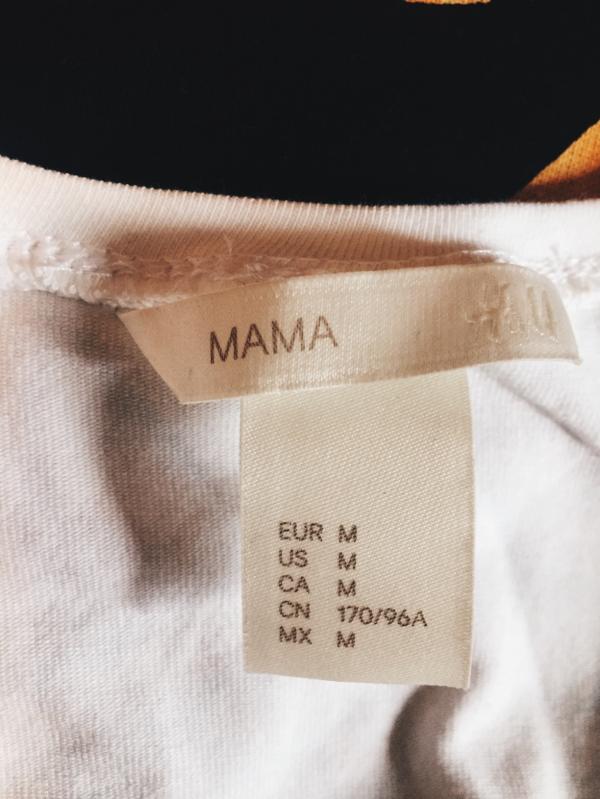 MAMA H&M
EUR M
US M
CA M
CN 170/96A
MX M